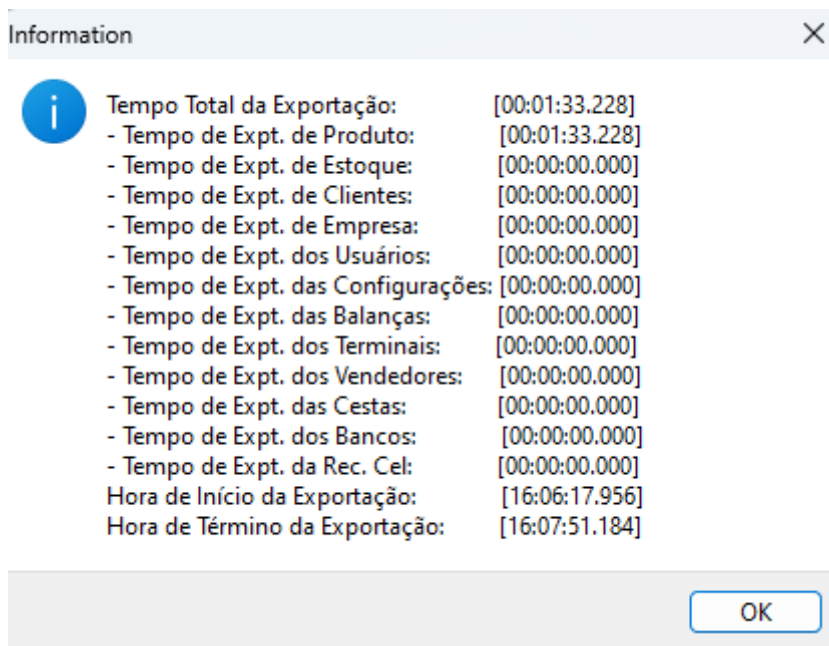 Information
Tempo Total da Exportação: [00:01:33.228]
- Tempo de Expt. de Produto: [00:01:33.228]
- Tempo de Expt. de Estoque: [00:00:00.000]
- Tempo de Expt. de Clientes: [00:00:00.000]
- Tempo de Expt. de Empresa: [00:00:00.000]
- Tempo de Expt. dos Usuários: [00:00:00.000]
- Tempo de Expt. das Configurações: [00:00:00.000]
- Tempo de Expt. das Balanças: [00:00:00.000]
- Tempo de Expt. dos Terminais: [00:00:00.000]
- Tempo de Expt. dos Vendedores: [00:00:00.000]
- Tempo de Expt. das Cestas: [00:00:00.000]
- Tempo de Expt. dos Bancos: [00:00:00.000]
- Tempo de Expt. da Rec. Cel: [00:00:00.000]
Hora de Início da Exportação: [16:06:17.956]
Hora de Término da Exportação: [16:07:51.184]
OK